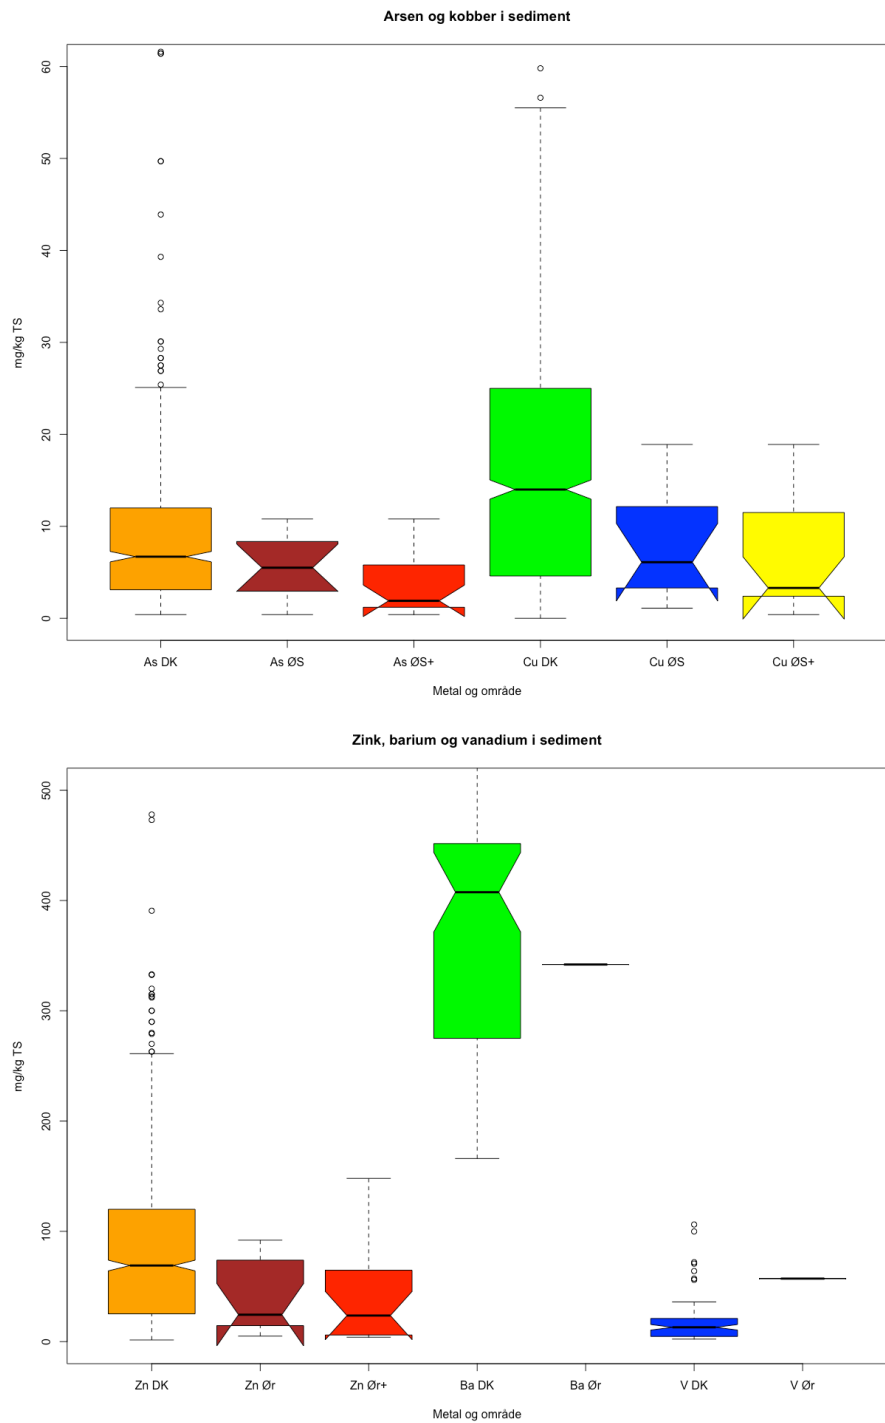 Arsen og kobber i sediment
60
50
40
30
20
10
0
mg/kg TS
As DK As ØS As ØS+ Cu DK Cu ØS Cu ØS+
Metal og område
Zink, barium og vanadium i sediment
500
400
300
200
100
0
mg/kg TS
Zn DK Zn Ør Zn Ør+ Ba DK Ba Ør V DK V Ør
Metal og område